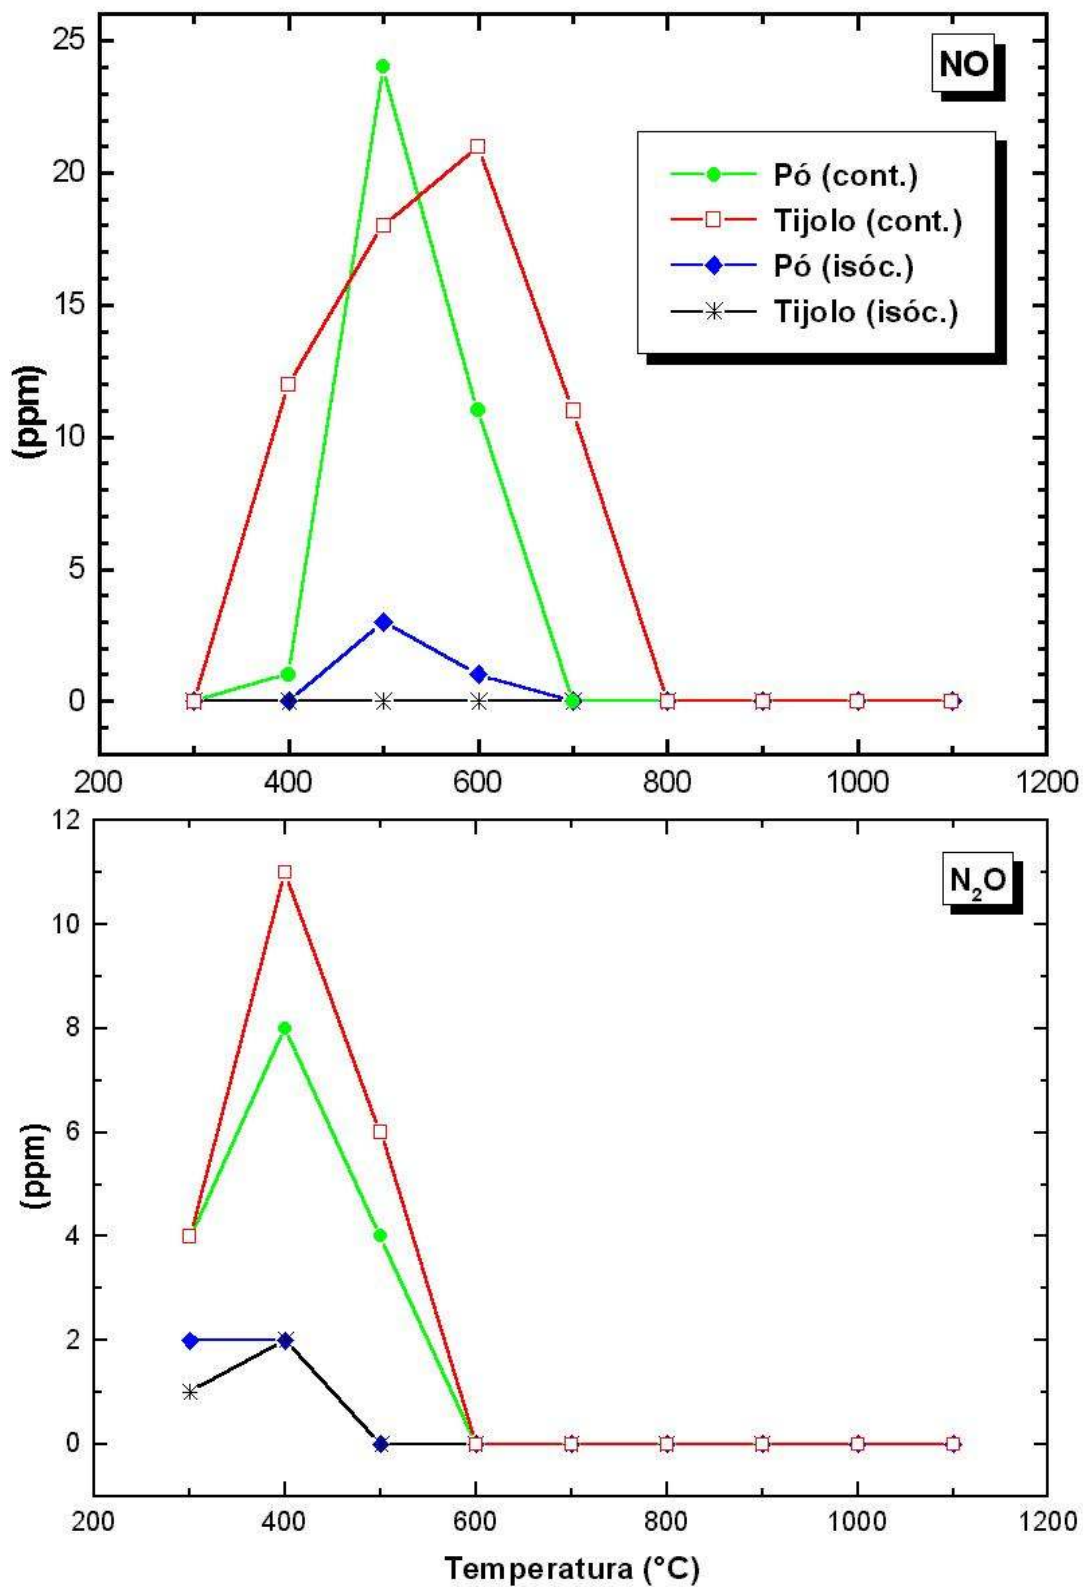 NO
25
20
15
10
5
0
(ppm)
Pó (cont.)
Tijolo (cont.)
Pó (isóc.)
Tijolo (isóc.)
200 400 600 800 1000 1200
N₂O
12
10
8
6
4
2
0
(ppm)
200 400 600 800 1000 1200
Temperatura (°C)